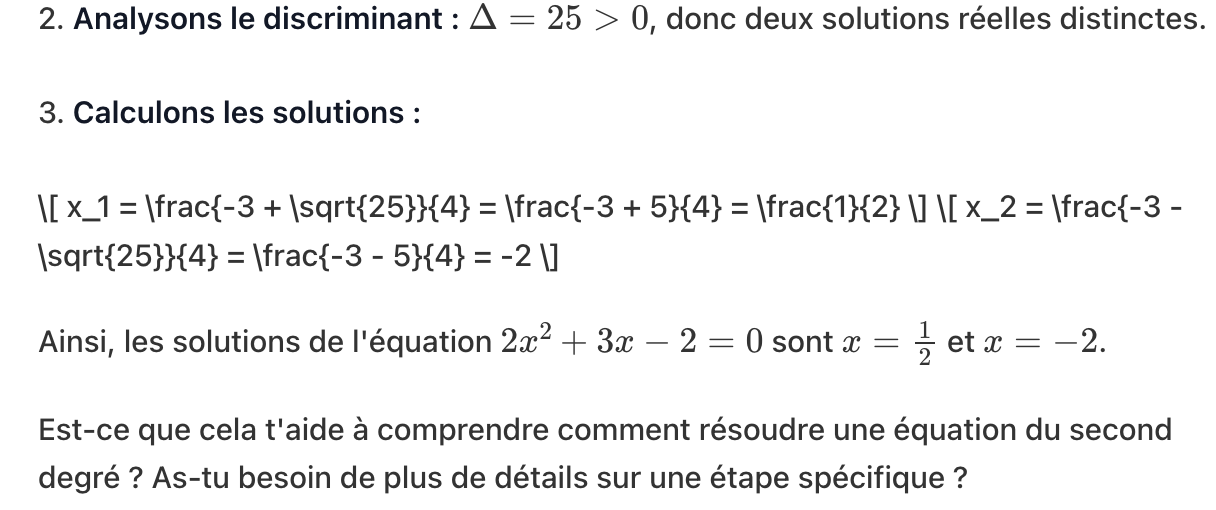 2. Analysons le discriminant : Δ = 25 > 0, donc deux solutions réelles distinctes.
3. Calculons les solutions :
\[ x_1 = \frac{-3 + \sqrt{25}}{4} = \frac{-3 + 5}{4} = \frac{1}{2} \] \[ x_2 = \frac{-3 -
\sqrt{25}}{4} = \frac{-3 - 5}{4} = -2 \]
Ainsi, les solutions de l'équation 2x² + 3x − 2 = 0 sont x = 1/2 et x = −2.
Est-ce que cela t'aide à comprendre comment résoudre une équation du second
degré ? As-tu besoin de plus de détails sur une étape spécifique ?